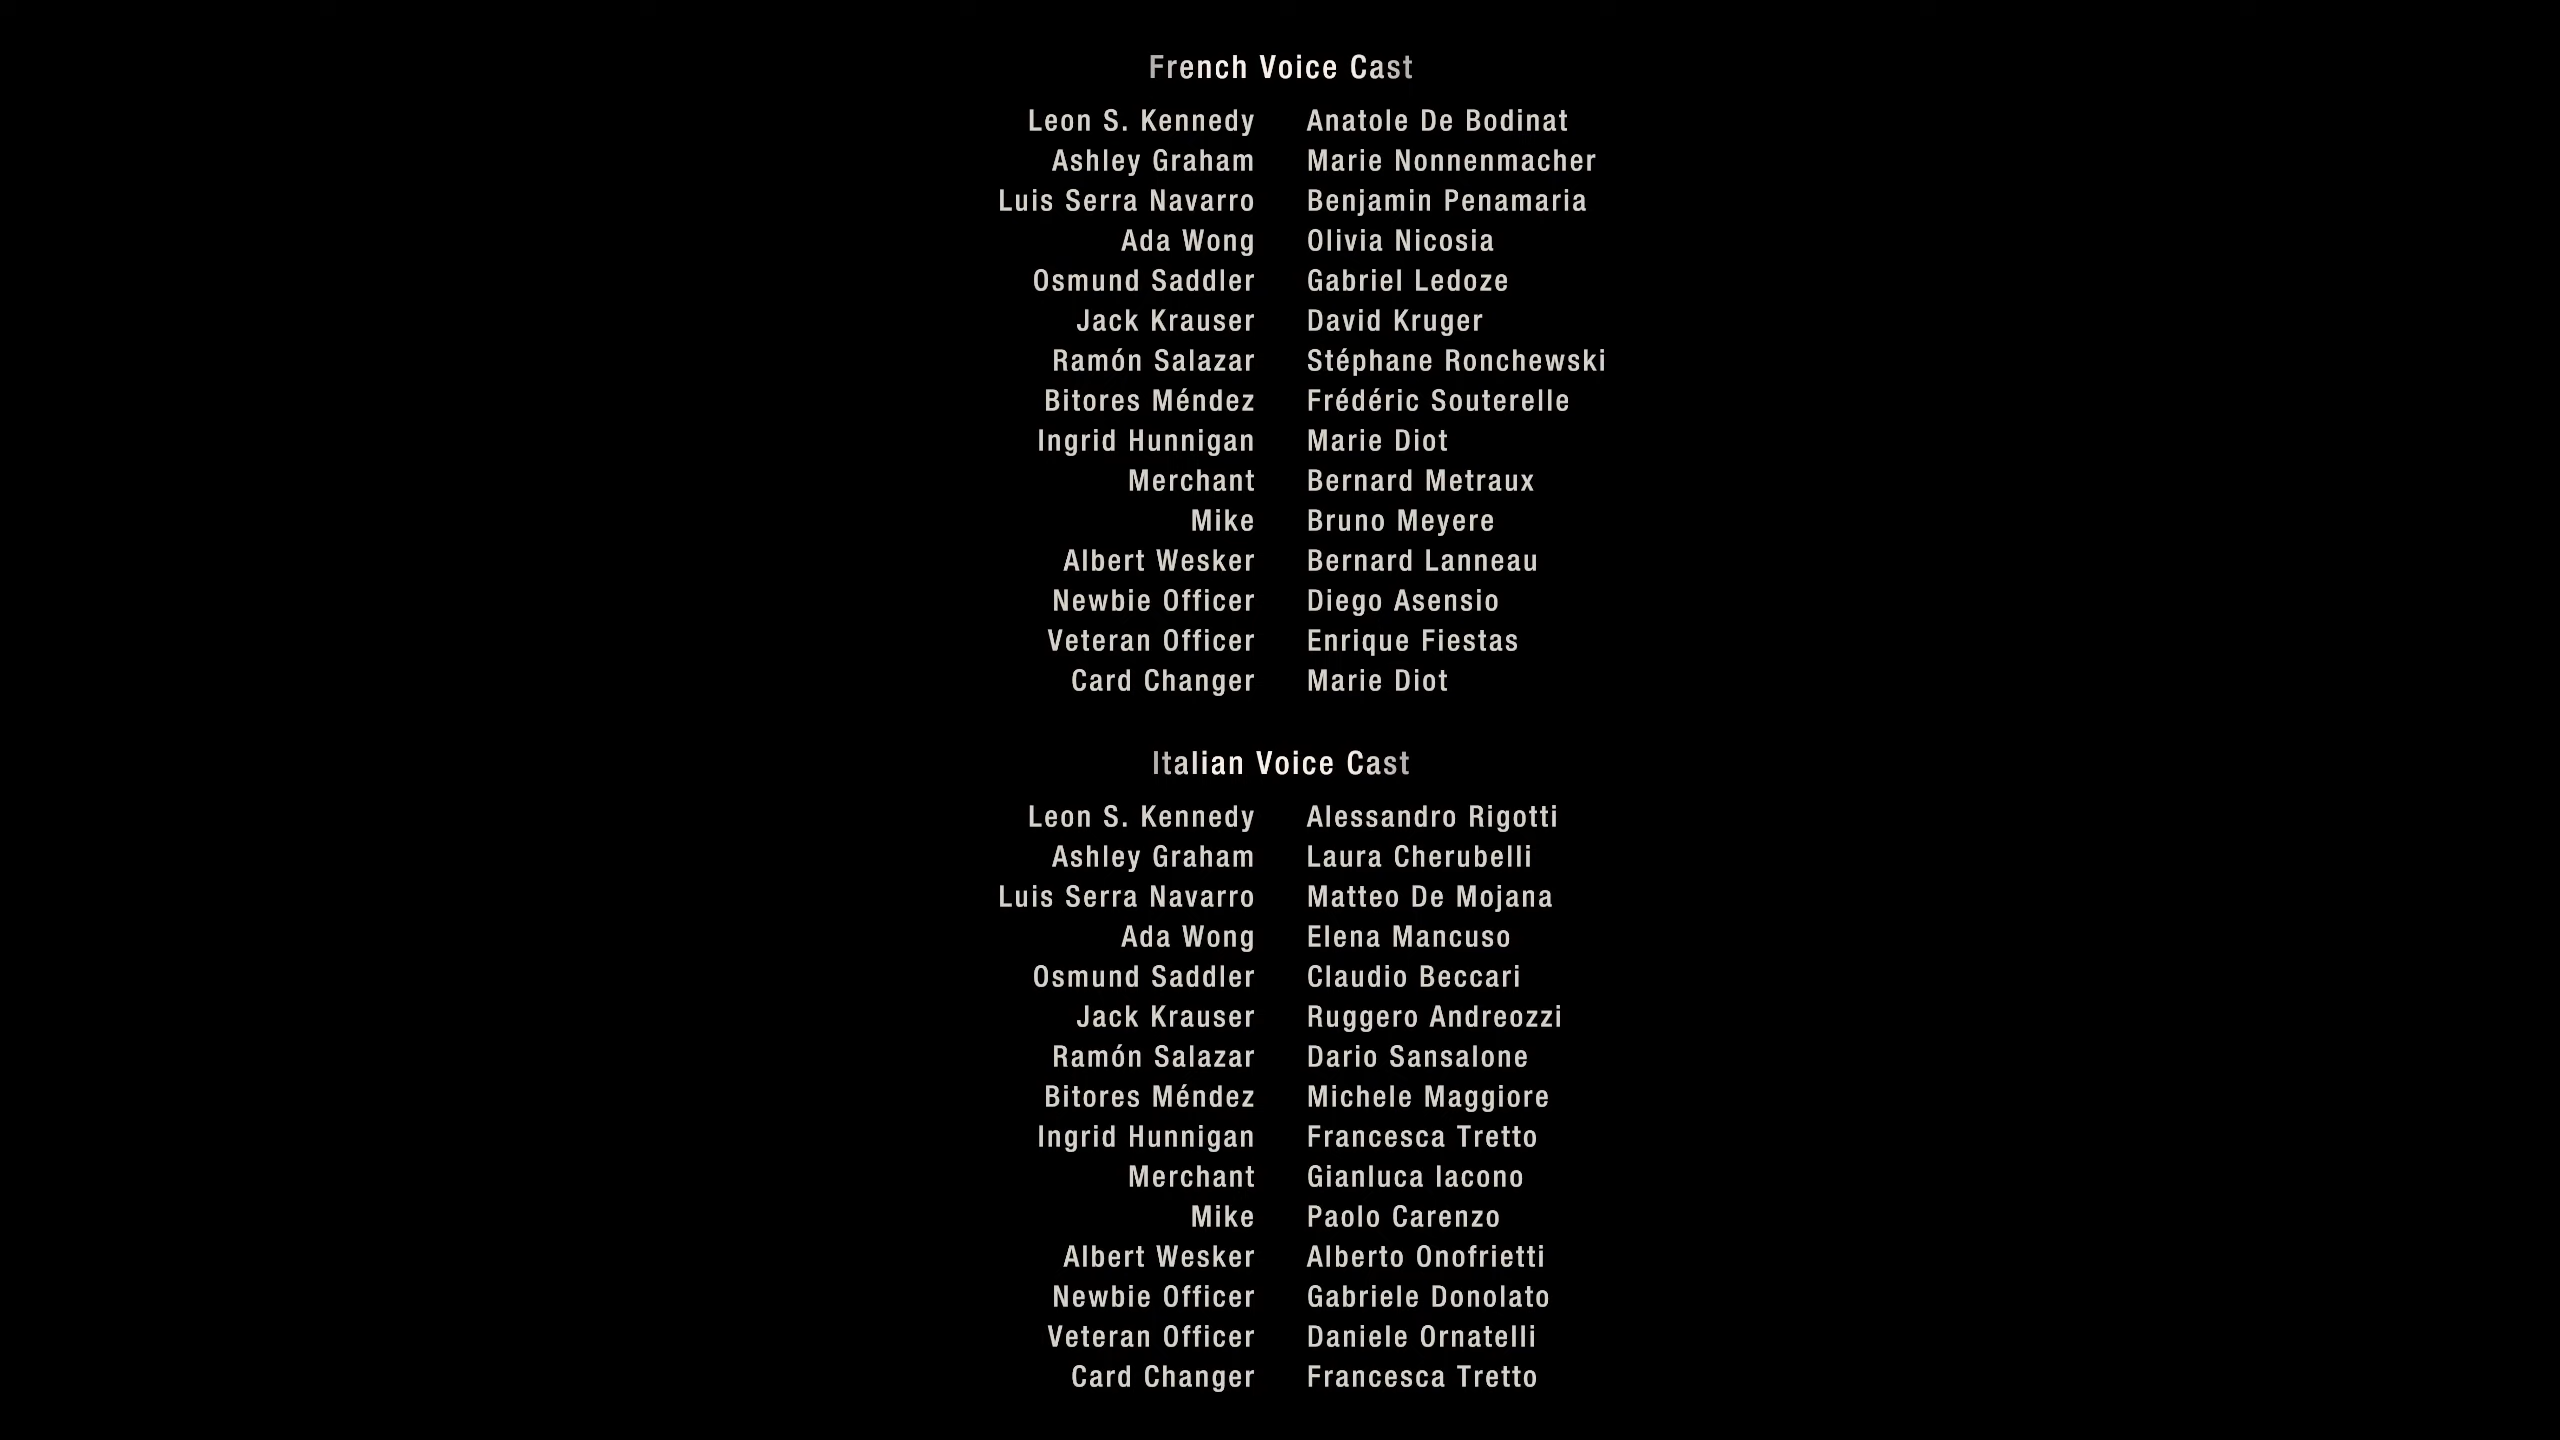 French Voice Cast
Leon S. Kennedy Anatole De Bodinat
Ashley Graham Marie Nonnenmacher
Luis Serra Navarro Benjamin Penamaria
Ada Wong Olivia Nicosia
Osmund Saddler Gabriel Ledoze
Jack Krauser David Kruger
Ramón Salazar Stéphane Ronchewski
Bitores Méndez Frédéric Souterelle
Ingrid Hunnigan Marie Diot
Merchant Bernard Metraux
Mike Bruno Meyere
Albert Wesker Bernard Lanneau
Newbie Officer Diego Asensio
Veteran Officer Enrique Fiestas
Card Changer Marie Diot
Italian Voice Cast
Leon S. Kennedy Alessandro Rigotti
Ashley Graham Laura Cherubelli
Luis Serra Navarro Matteo De Mojana
Ada Wong Elena Mancuso
Osmund Saddler Claudio Beccari
Jack Krauser Ruggero Andreozzi
Ramón Salazar Dario Sansalone
Bitores Méndez Michele Maggiore
Ingrid Hunnigan Francesca Tretto
Merchant Gianluca Iacono
Mike Paolo Carenzo
Albert Wesker Alberto Onofrietti
Newbie Officer Gabriele Donolato
Veteran Officer Daniele Ornatelli
Card Changer Francesca Tretto